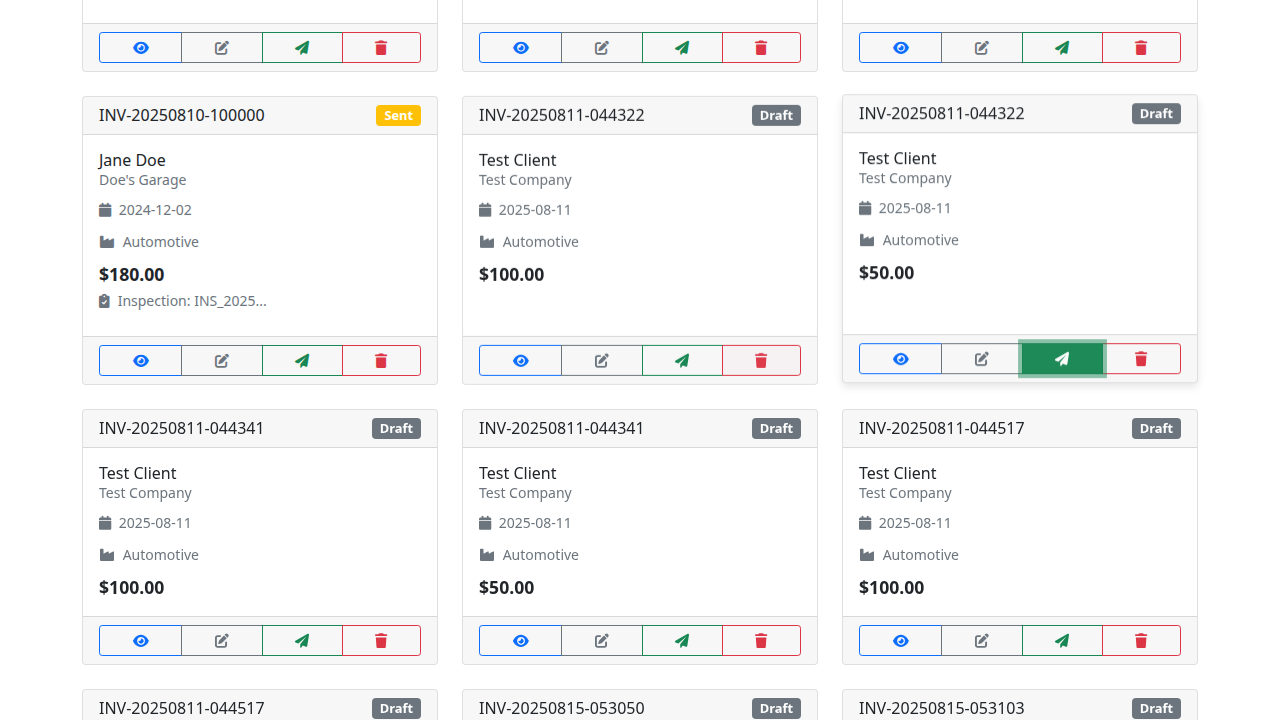 INV-20250810-100000
Sent
Jane Doe
Doe's Garage
2024-12-02
Automotive
$180.00
Inspection: INS_2025...
INV-20250811-044322
Draft
Test Client
Test Company
2025-08-11
Automotive
$100.00
INV-20250811-044322
Draft
Test Client
Test Company
2025-08-11
Automotive
$50.00
INV-20250811-044341
Draft
Test Client
Test Company
2025-08-11
Automotive
$100.00
INV-20250811-044341
Draft
Test Client
Test Company
2025-08-11
Automotive
$50.00
INV-20250811-044517
Draft
Test Client
Test Company
2025-08-11
Automotive
$100.00
INV-20250811-044517
Draft
INV-20250815-053050
Draft
INV-20250815-053103
Draft